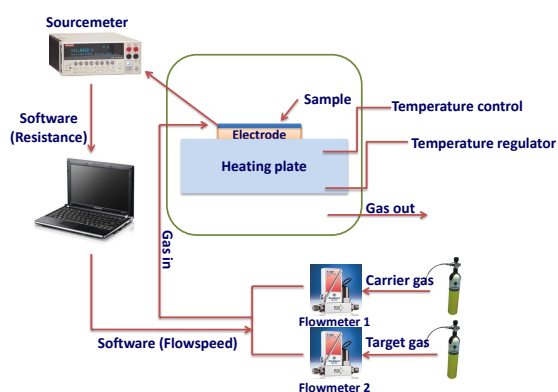 Sourcemeter
Software
(Resistance)
Sample
Electrode
Heating plate
Temperature control
Temperature regulator
Gas out
Gas in
Carrier gas
Flowmeter 1
Software (Flowspeed)
Target gas
Flowmeter 2